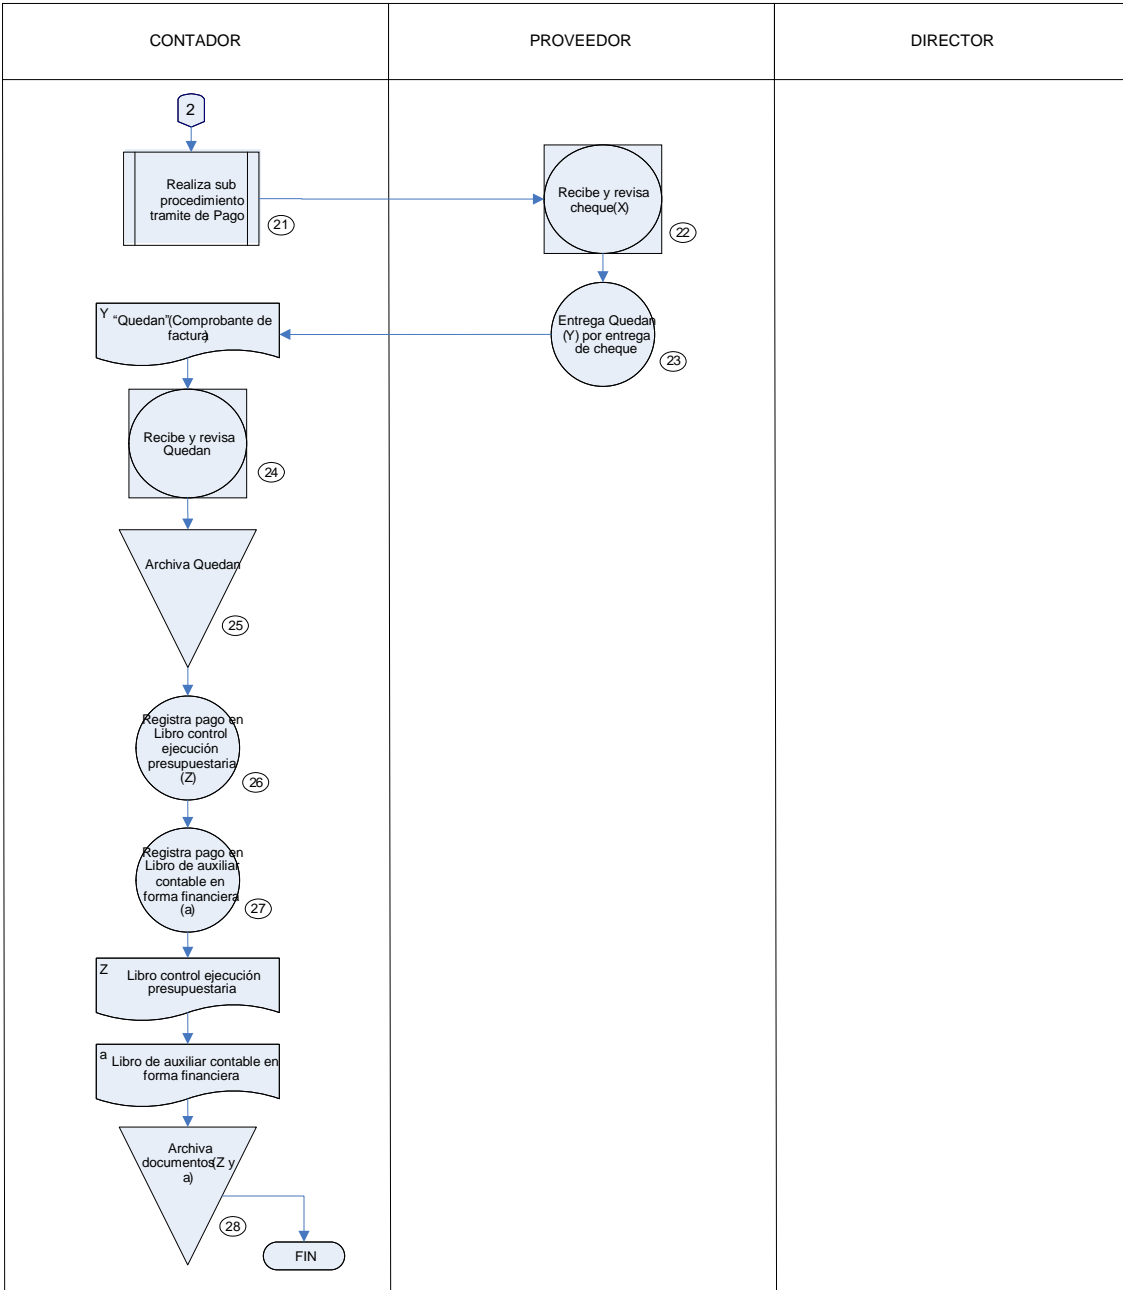 CONTADOR
PROVEEDOR
DIRECTOR
2
Realiza sub
procedimiento
tramite de Pago
21
Recibe y revisa
cheque(X)
22
Entrega Quedan
(Y) por entrega
de cheque
23
Y
“Quedan”(Comprobante de
factura)
Recibe y revisa
Quedan
24
Archiva Quedan
25
Registra pago en
Libro control
ejecución
presupuestaria
(Z)
26
Registra pago en
Libro de auxiliar
contable en
forma financiera
(a)
27
Z
Libro control ejecución
presupuestaria
a
Libro de auxiliar contable en
forma financiera
Archiva
documentos(Z y
a)
28
FIN